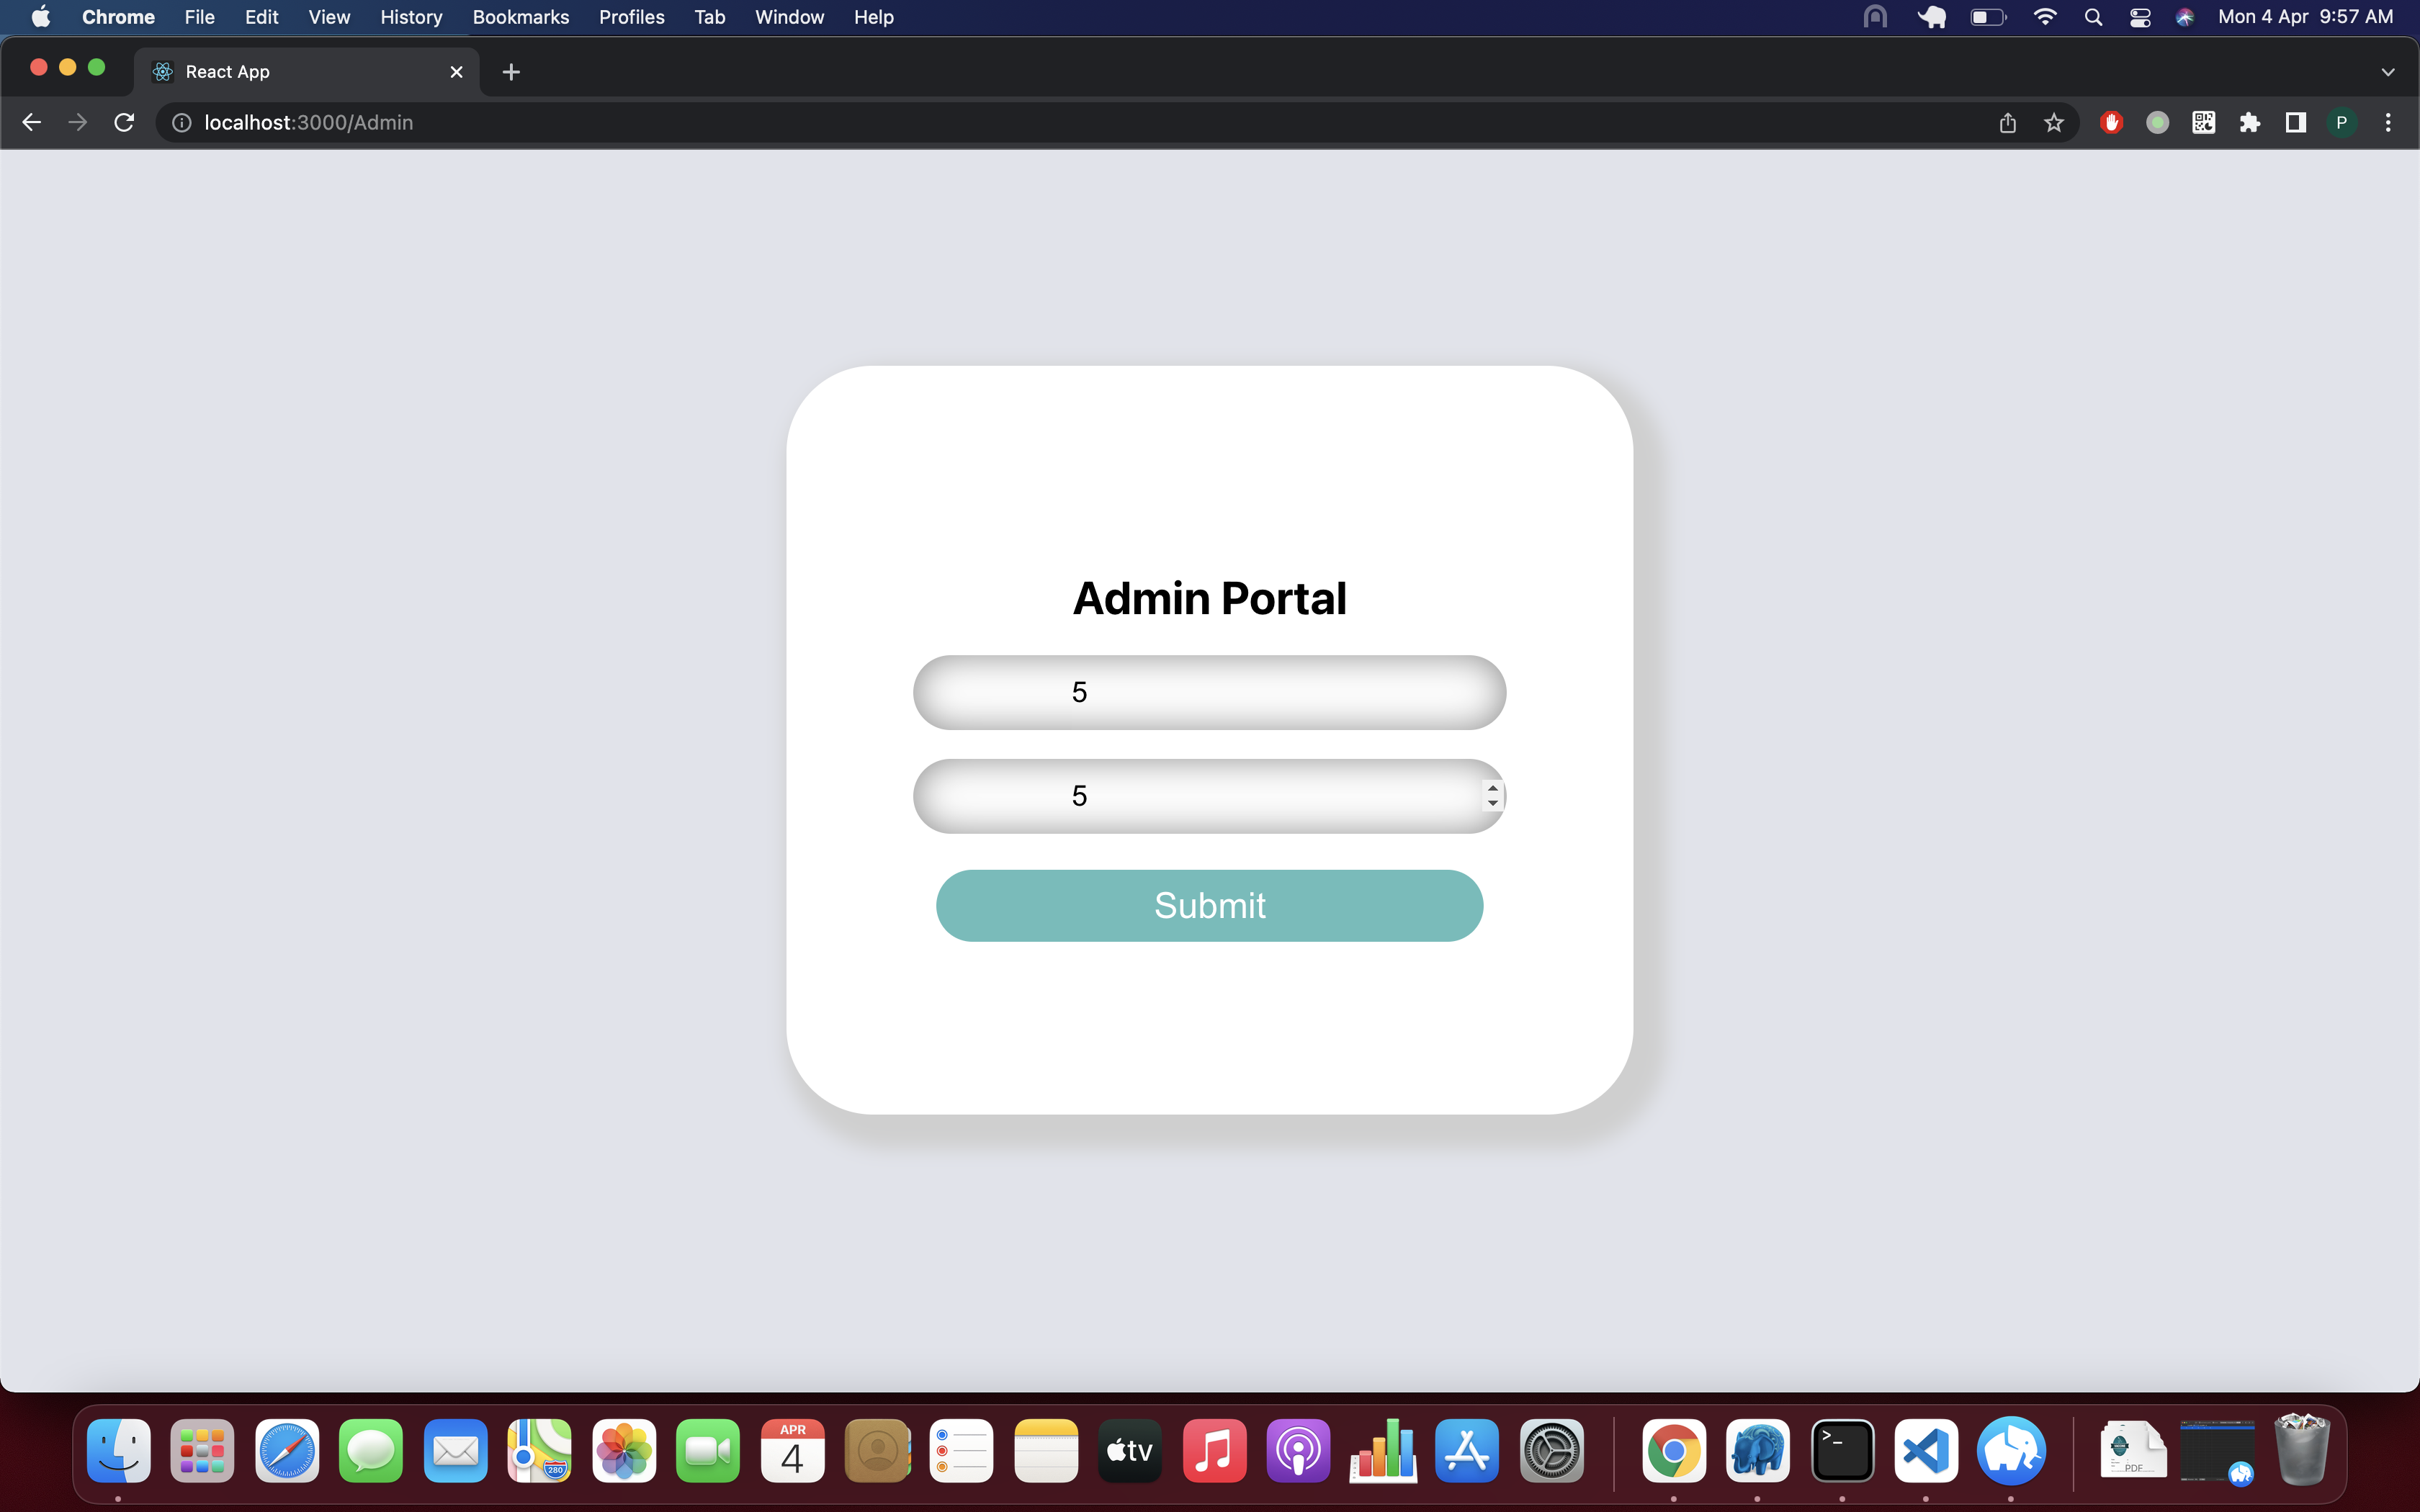 Chrome File Edit View History Bookmarks Profiles Tab Window Help Mon 4 Apr 9:57 AM
React App
localhost:3000/Admin
P
Admin Portal
5
5
Submit
280
APR
4
tv
>_
PDF